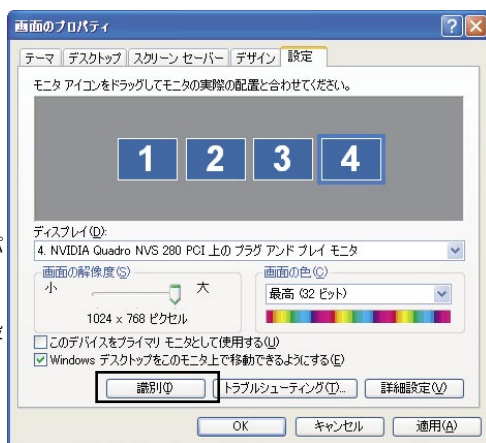 画面のプロパティ
テーマ デスクトップ スクリーン セーバー デザイン 設定
モニタ アイコンをドラッグしてモニタの実際の配置と合わせてください。
1 2 3 4
ディスプレイ(D):
4. NVIDIA Quadro NVS 280 PCI 上の プラグ アンド プレイ モニタ
画面の解像度(S)
小 大
1024 x 768 ピクセル
画面の色(C)
最高 (32 ビット)
このデバイスをプライマリ モニタとして使用する(U)
Windows デスクトップをこのモニタ上で移動できるようにする(E)
識別(I) トラブルシューティング(T)... 詳細設定(V)
OK キャンセル 適用(A)